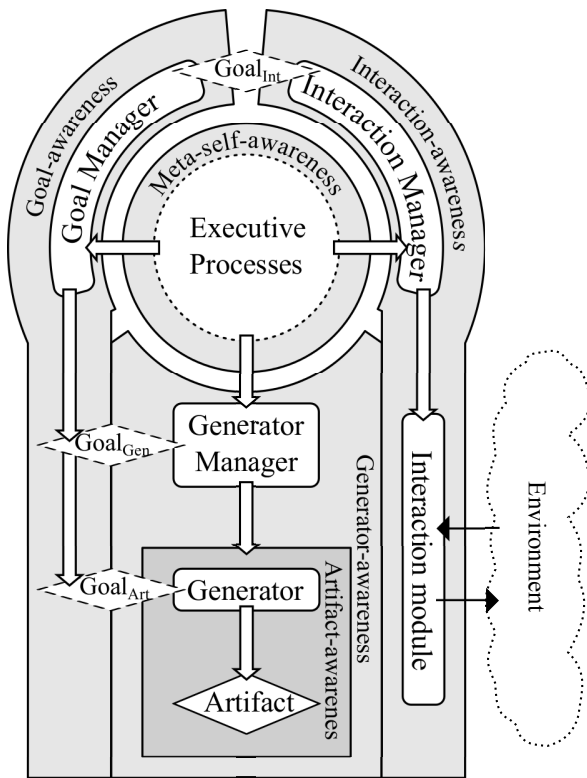 Goal_Int
Goal-awareness
Goal Manager
Interaction Manager
Interaction-awareness
Meta-self-awareness
Executive
Processes
Goal_Gen
Generator
Manager
Generator-awareness
Goal_Art
Generator
Artifact
Artifact-awarenes
Interaction module
Environment